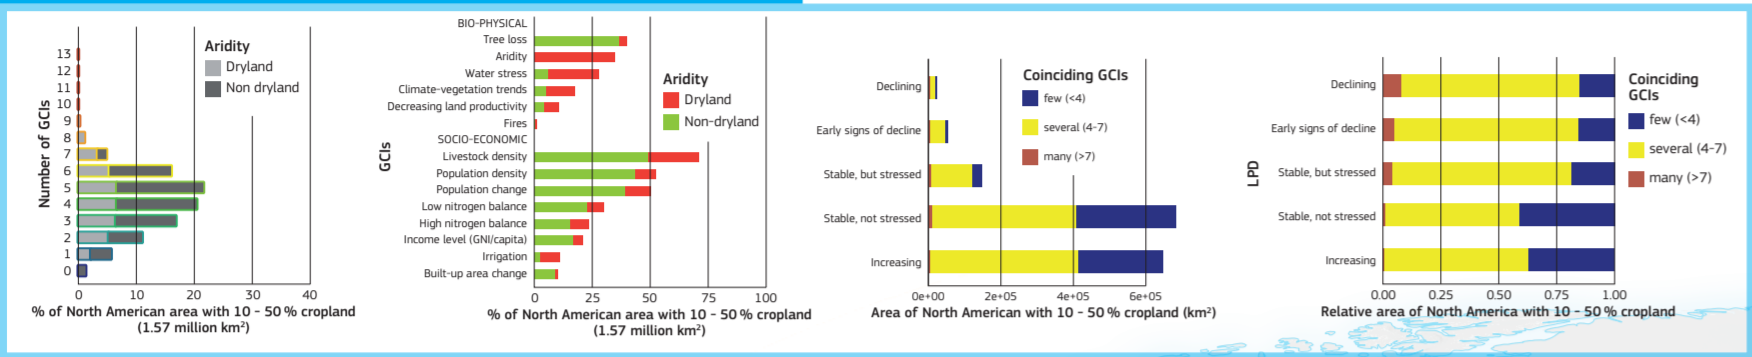 Aridity
Dryland
Non dryland
Number of GCIs
13
12
11
10
9
8
7
6
5
4
3
2
1
0
0 10 20 30 40
% of North American area with 10 - 50 % cropland
(1.57 million km²)
GCIs
BIO-PHYSICAL
Tree loss
Aridity
Water stress
Climate-vegetation trends
Decreasing land productivity
Fires
SOCIO-ECONOMIC
Livestock density
Population density
Population change
Low nitrogen balance
High nitrogen balance
Income level (GNI/capita)
Irrigation
Built-up area change
Aridity
Dryland
Non-dryland
0 25 50 75 100
% of North American area with 10 - 50 % cropland
(1.57 million km²)
Declining
Early signs of decline
Stable, but stressed
Stable, not stressed
Increasing
Coinciding GCIs
few (<4)
several (4-7)
many (>7)
0e+00 2e+05 4e+05 6e+05
Area of North American with 10 - 50 % cropland (km²)
LPD
Declining
Early signs of decline
Stable, but stressed
Stable, not stressed
Increasing
Coinciding
GCIs
few (<4)
several (4-7)
many (>7)
0.00 0.25 0.50 0.75 1.00
Relative area of North America with 10 - 50 % cropland